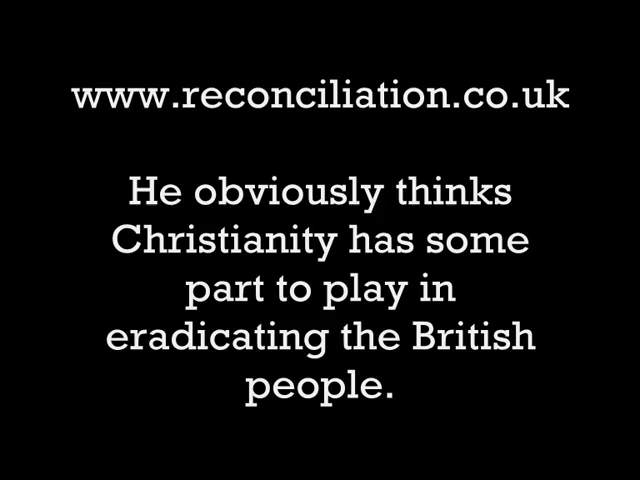 www.reconciliation.co.uk
He obviously thinks
Christianity has some
part to play in
eradicating the British
people.